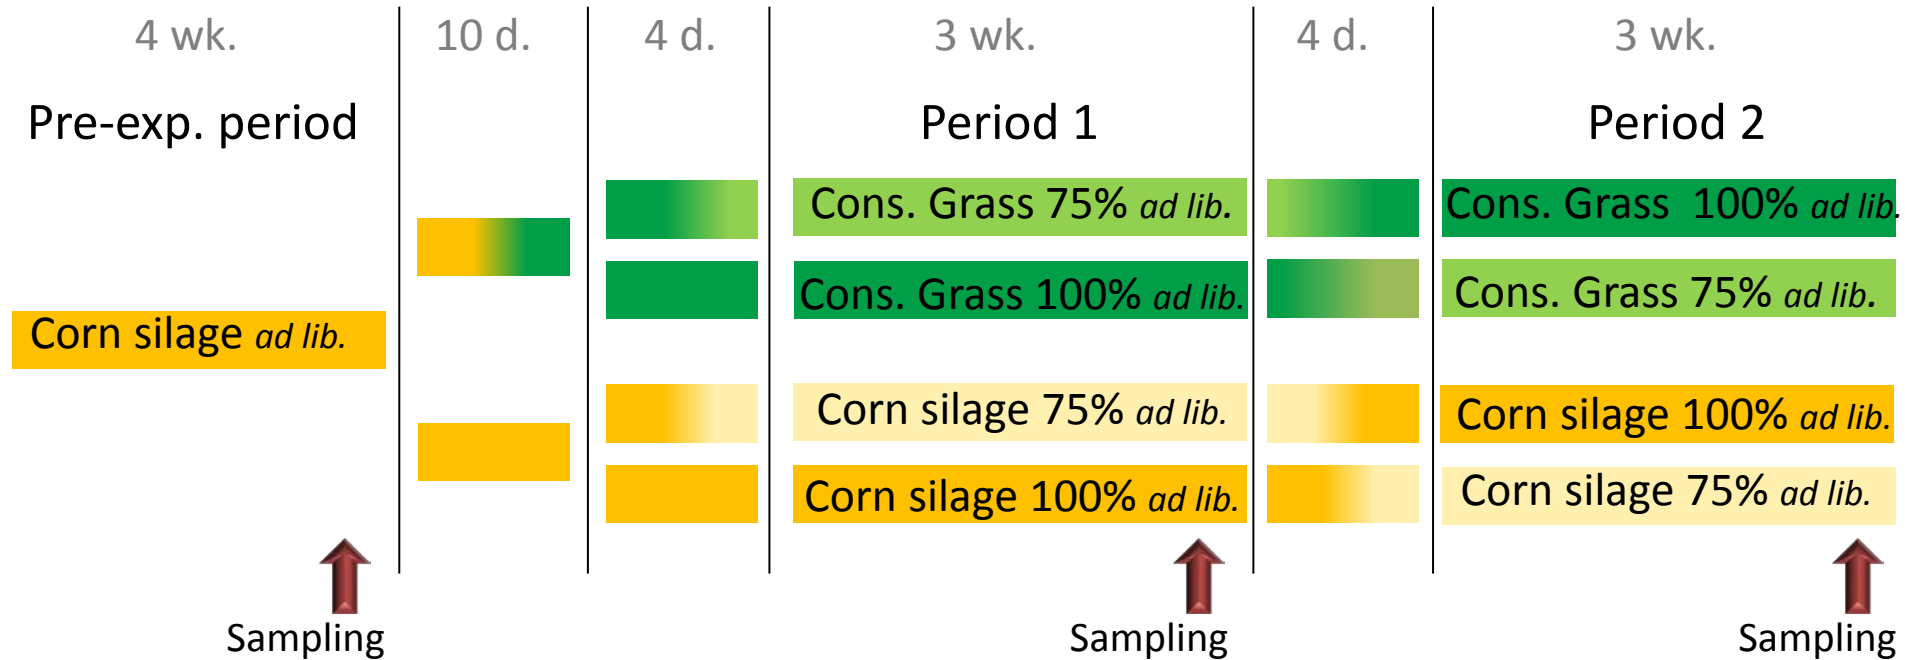 4 wk.
10 d.
4 d.
3 wk.
4 d.
3 wk.
Pre-exp. period
Period 1
Period 2
Cons. Grass 75% ad lib.
Cons. Grass 100% ad lib.
Cons. Grass 100% ad lib.
Cons. Grass 75% ad lib.
Corn silage ad lib.
Corn silage 75% ad lib.
Corn silage 100% ad lib.
Corn silage 100% ad lib.
Corn silage 75% ad lib.
Sampling
Sampling
Sampling